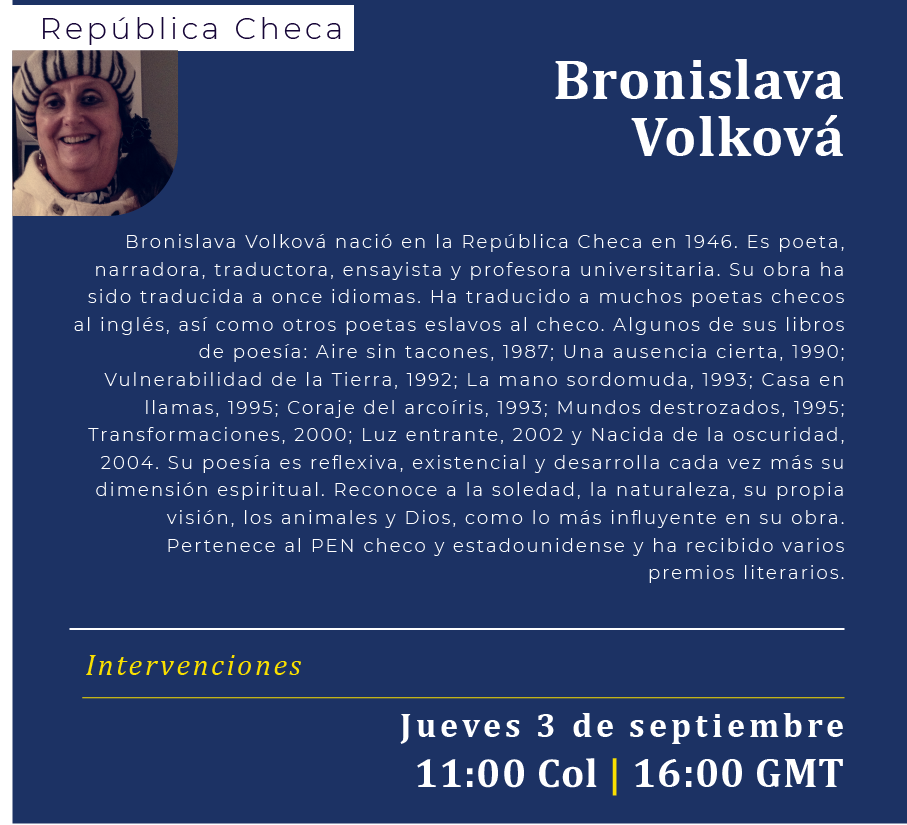 República Checa
Bronislava
Volková
Bronislava Volková nació en la República Checa en 1946. Es poeta,
narradora, traductora, ensayista y profesora universitaria. Su obra ha
sido traducida a once idiomas. Ha traducido a muchos poetas checos
al inglés, así como otros poetas eslavos al checo. Algunos de sus libros
de poesía: Aire sin tacones, 1987; Una ausencia cierta, 1990;
Vulnerabilidad de la Tierra, 1992; La mano sordomuda, 1993; Casa en
llamas, 1995; Coraje del arcoíris, 1993; Mundos destrozados, 1995;
Transformaciones, 2000; Luz entrante, 2002 y Nacida de la oscuridad,
2004. Su poesía es reflexiva, existencial y desarrolla cada vez más su
dimensión espiritual. Reconoce a la soledad, la naturaleza, su propia
visión, los animales y Dios, como lo más influyente en su obra.
Pertenece al PEN checo y estadounidense y ha recibido varios
premios literarios.
Intervenciones
Jueves 3 de septiembre
11:00 Col | 16:00 GMT